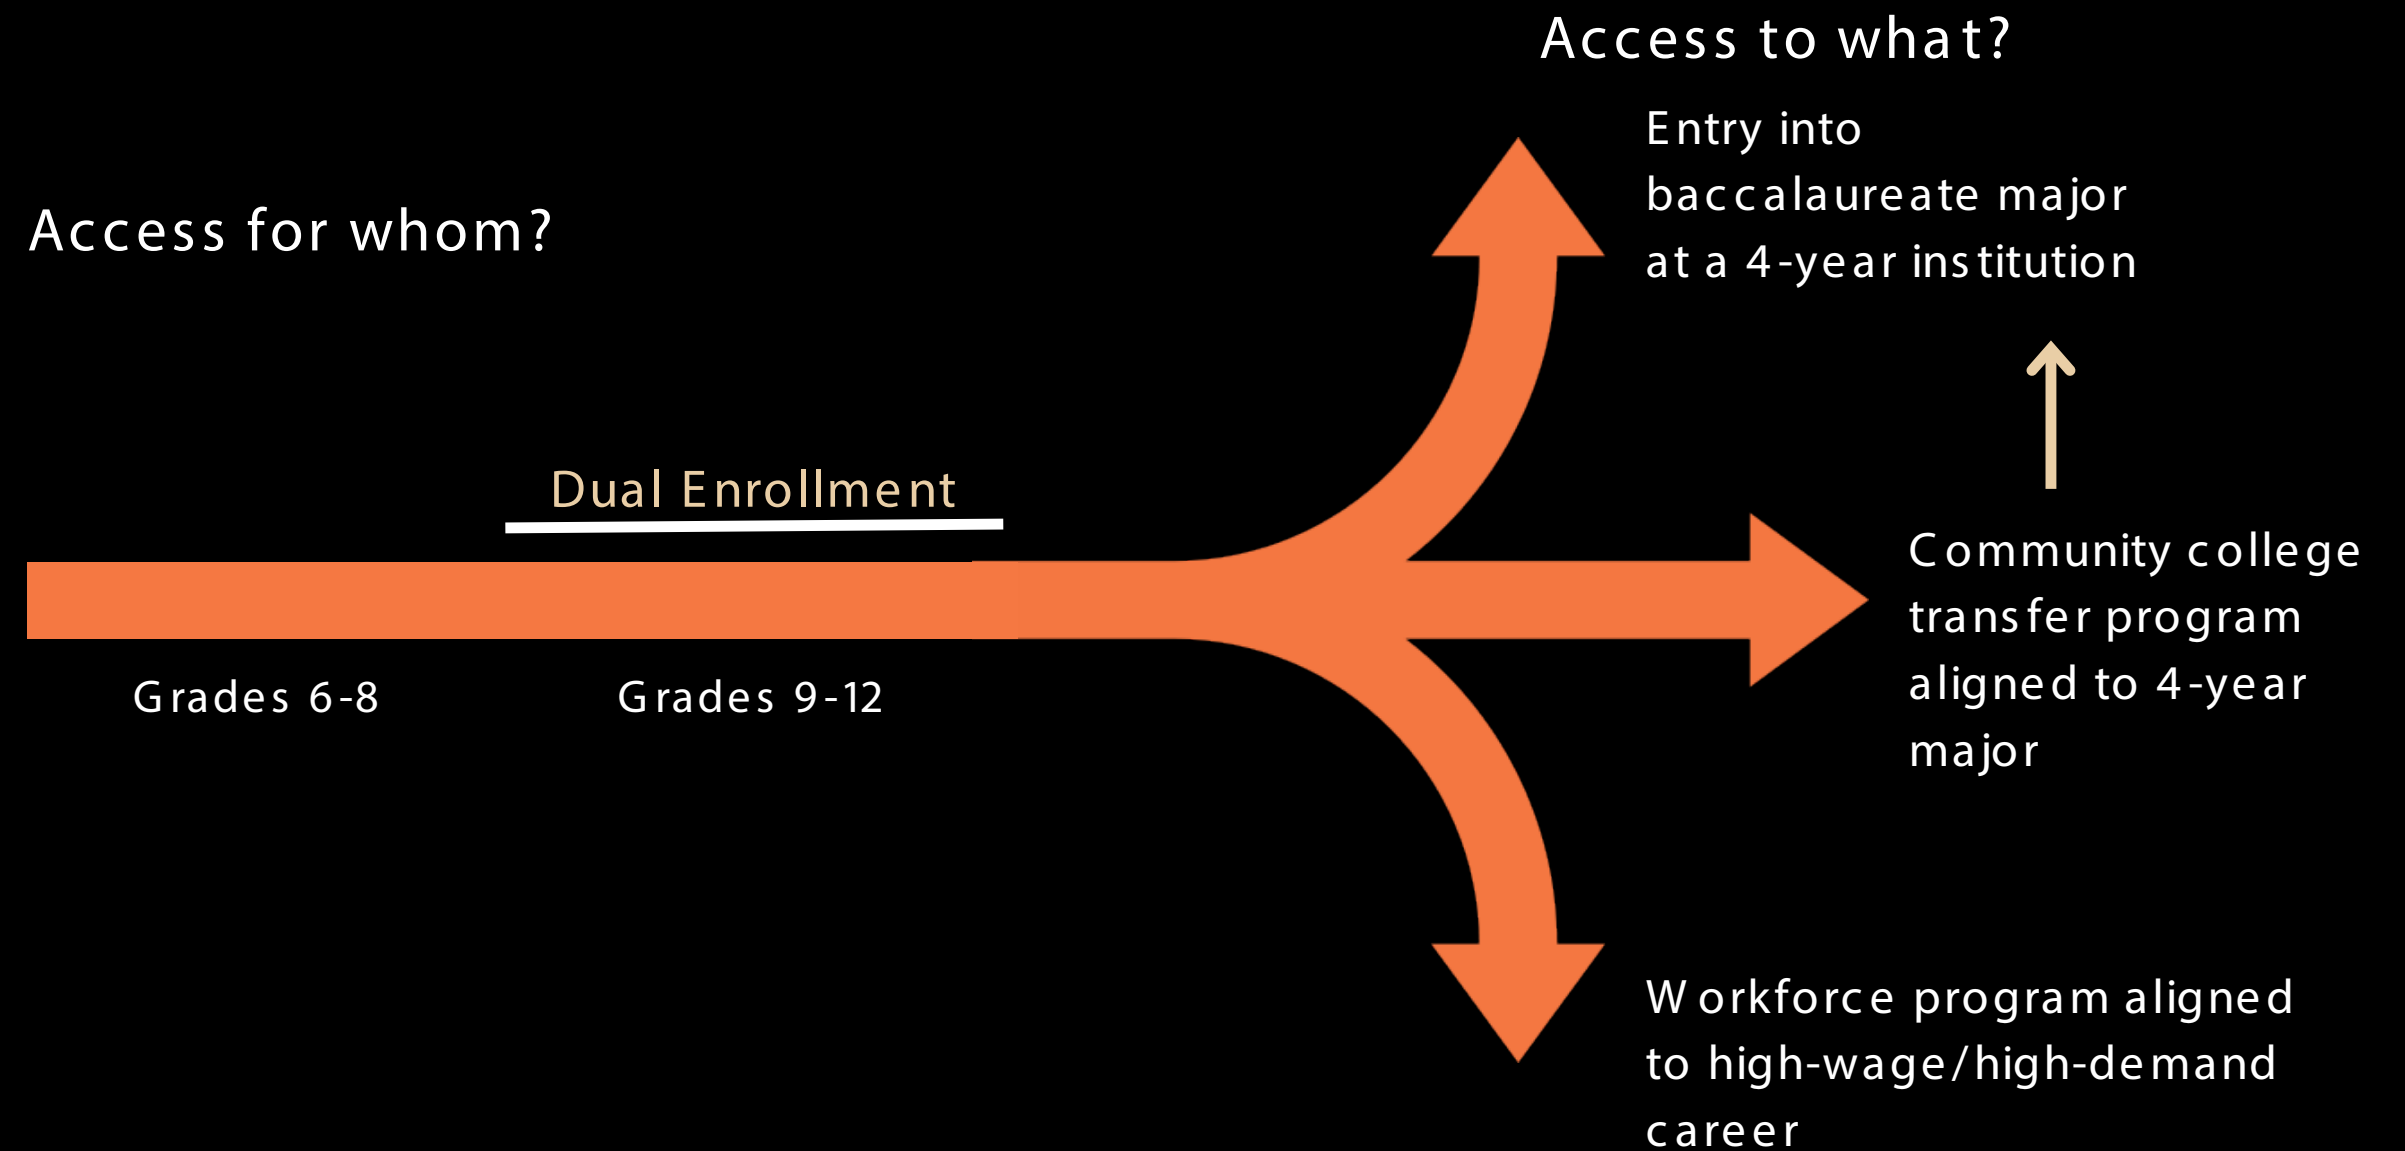 Access to what?
Entry into
baccalaureate major
at a 4-year institution
Access for whom?
Dual Enrollment
Community college
transfer program
aligned to 4-year
major
Grades 6-8
Grades 9-12
Workforce program aligned
to high-wage/high-demand
career